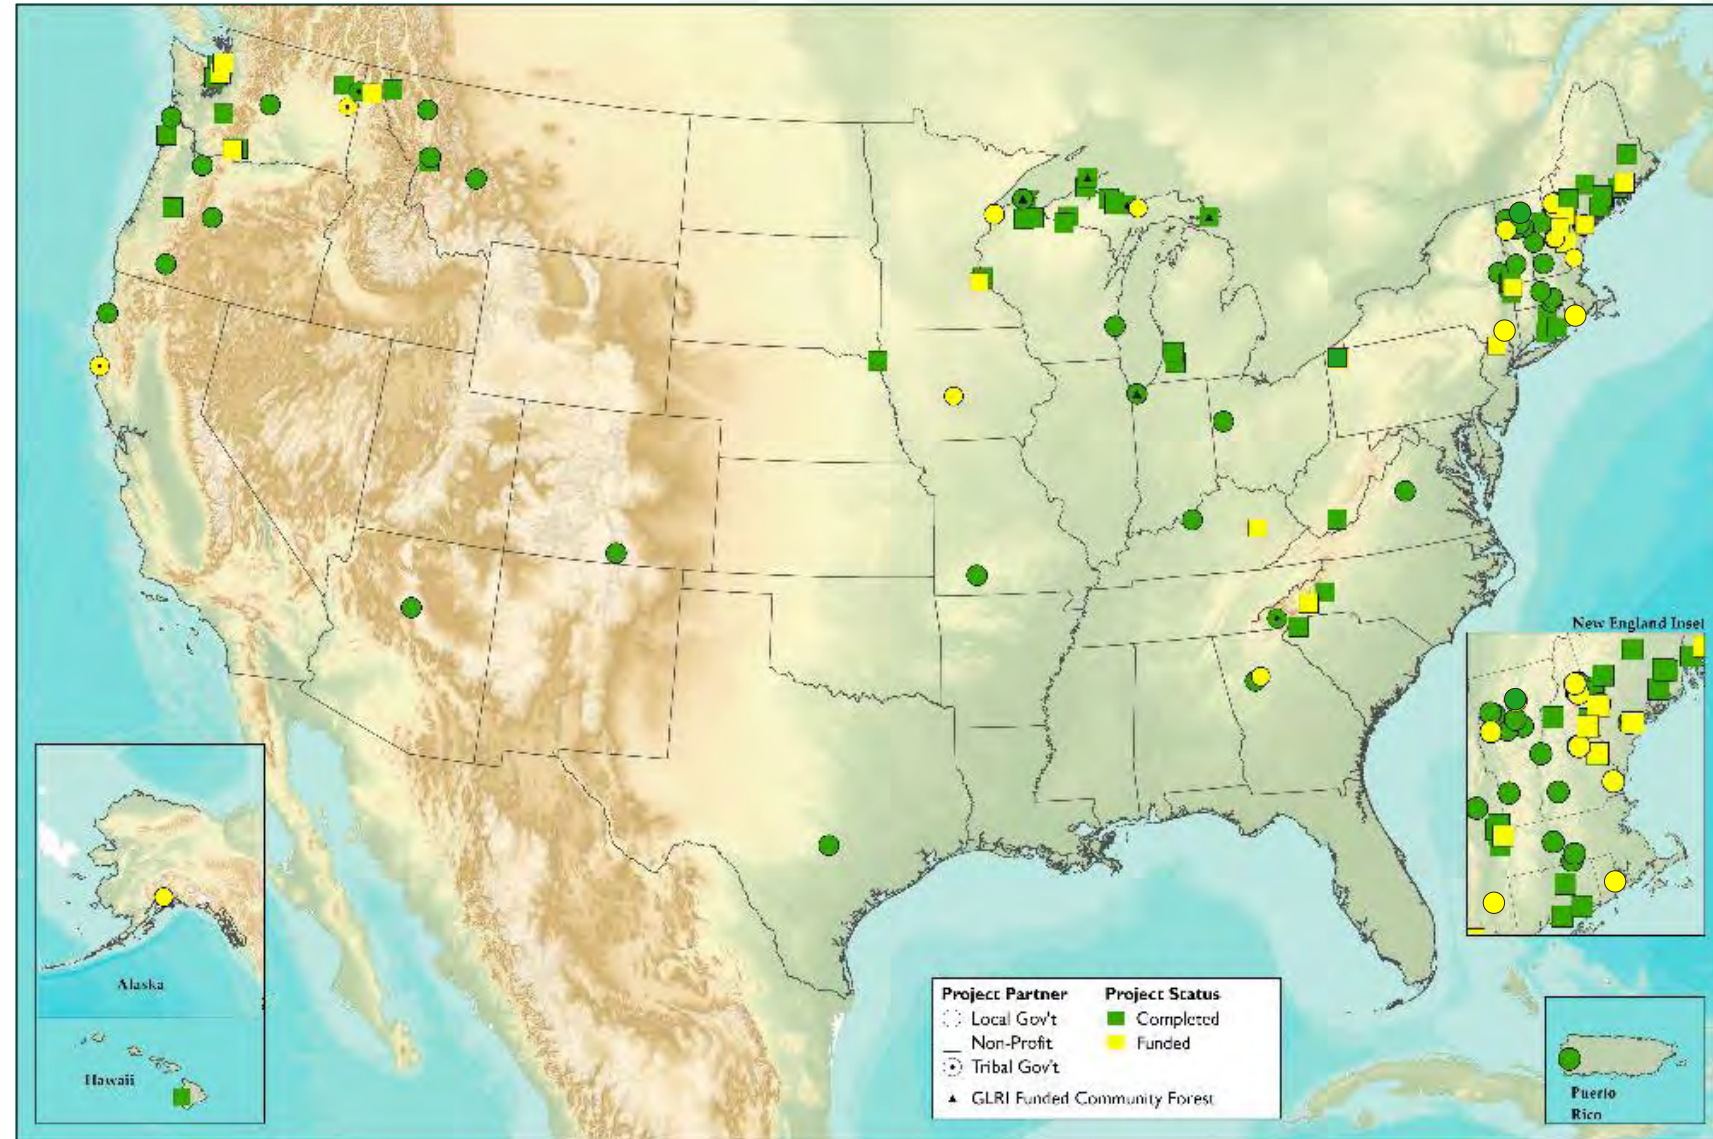 New England Inset
Alaska
Hawaii
Project Partner
Local Gov't
Non-Profit
Tribal Gov't
GLRI Funded Community Forest
Project Status
Completed
Funded
Puerto
Rico